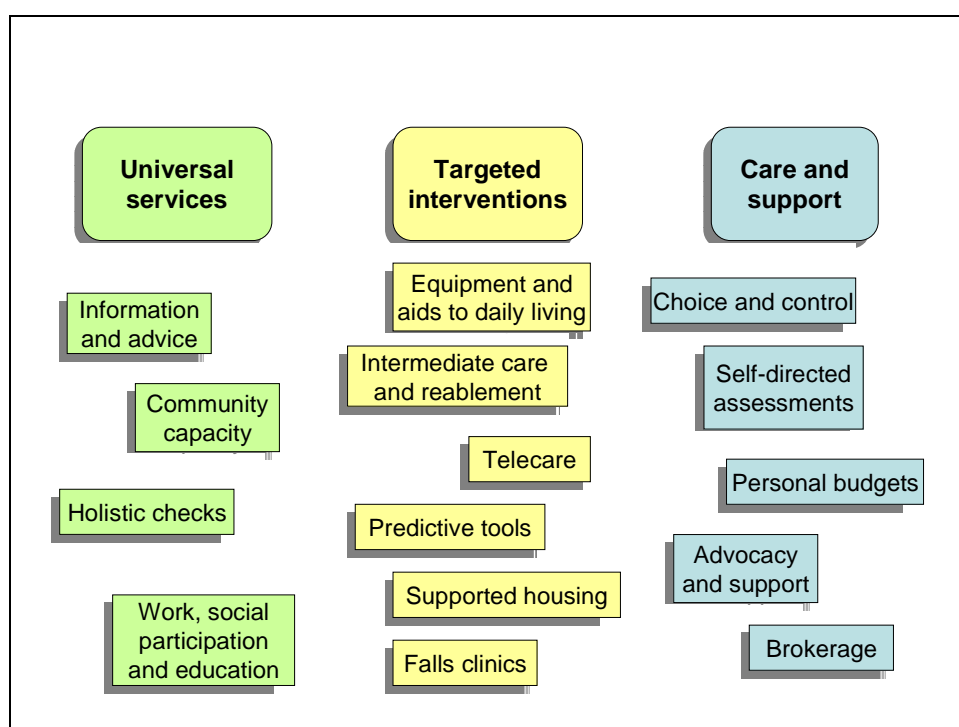 Universal
services
Information
and advice
Community
capacity
Holistic checks
Work, social
participation
and education
Targeted
interventions
Equipment and
aids to daily living
Intermediate care
and reablement
Telecare
Predictive tools
Supported housing
Falls clinics
Care and
support
Choice and control
Self-directed
assessments
Personal budgets
Advocacy
and support
Brokerage